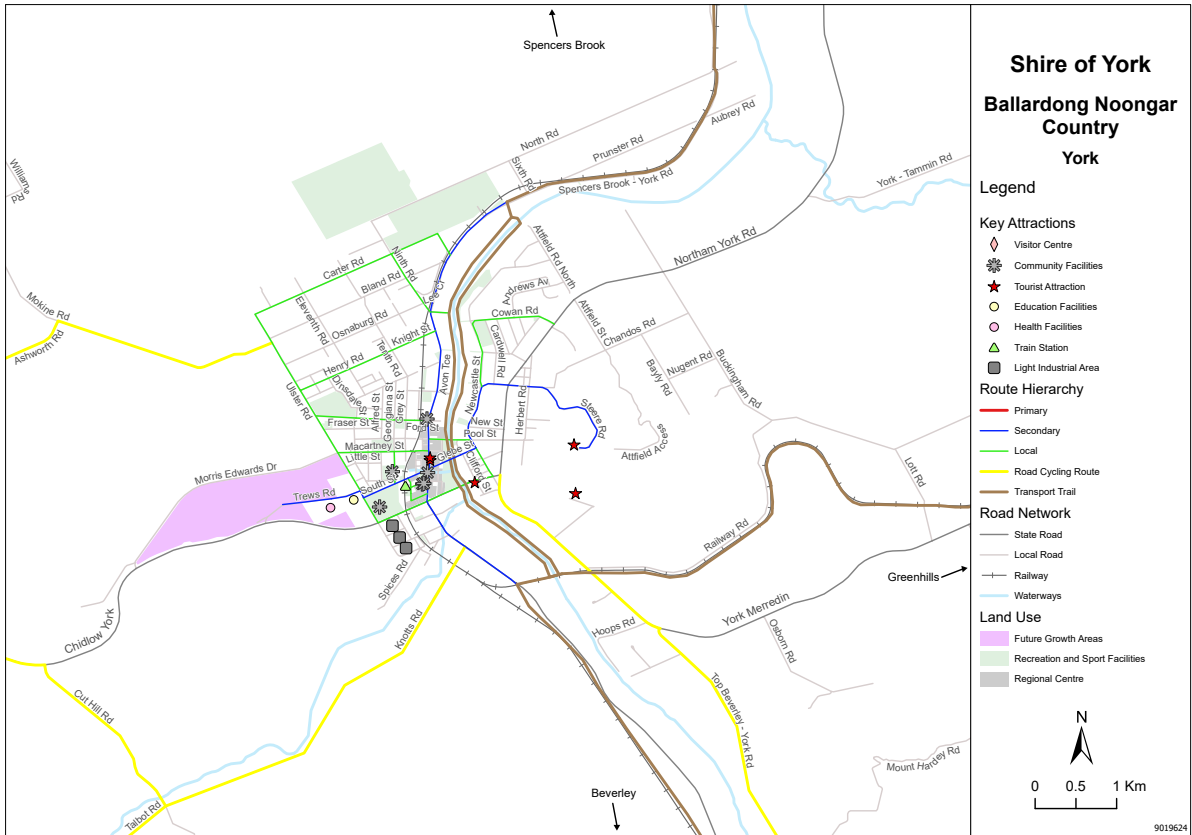 Spencers Brook
Williams Rd
North Rd
Aubrey Rd
Prunster Rd
Sixth Rd
Spencers Brook - York Rd
York - Tammin Rd
Northam York Rd
Attfield Rd North
Carter Rd
Ninth Rd
Bland Rd
Lee Cl
Andrews Av
Mokine Rd
Eleventh Rd
Osnaburg Rd
Knight St
Cowan Rd
Attfield St
Chandos Rd
Ashworth Rd
Henry Rd
Tenth Rd
Avon Tce
Cardwell Rd
Bayly Rd
Nugent Rd
Buckingham Rd
Ulster Rd
Dinsdale St
Alfred St
Georgiana St
Grey St
Newcastle St
Herbert Rd
Steere Rd
Fraser St
Ford St
New St
Pool St
Attfield Access
Macartney St
Little St
Glebe St
Clifford St
Morris Edwards Dr
Trews Rd
South St
Lott Rd
Railway Rd
Greenhills
Spices Rd
Chidlow York
Knotts Rd
Hoops Rd
York Merredin
Osborn Rd
Cut Hill Rd
Top Beverley - York Rd
Mount Hardey Rd
Talbot Rd
Beverley
Shire of York
Ballardong Noongar
Country
York
Legend
Key Attractions
Visitor Centre
Community Facilities
Tourist Attraction
Education Facilities
Health Facilities
Train Station
Light Industrial Area
Route Hierarchy
Primary
Secondary
Local
Road Cycling Route
Transport Trail
Road Network
State Road
Local Road
Railway
Waterways
Land Use
Future Growth Areas
Recreation and Sport Facilities
Regional Centre
N
0 0.5 1 Km
9019624